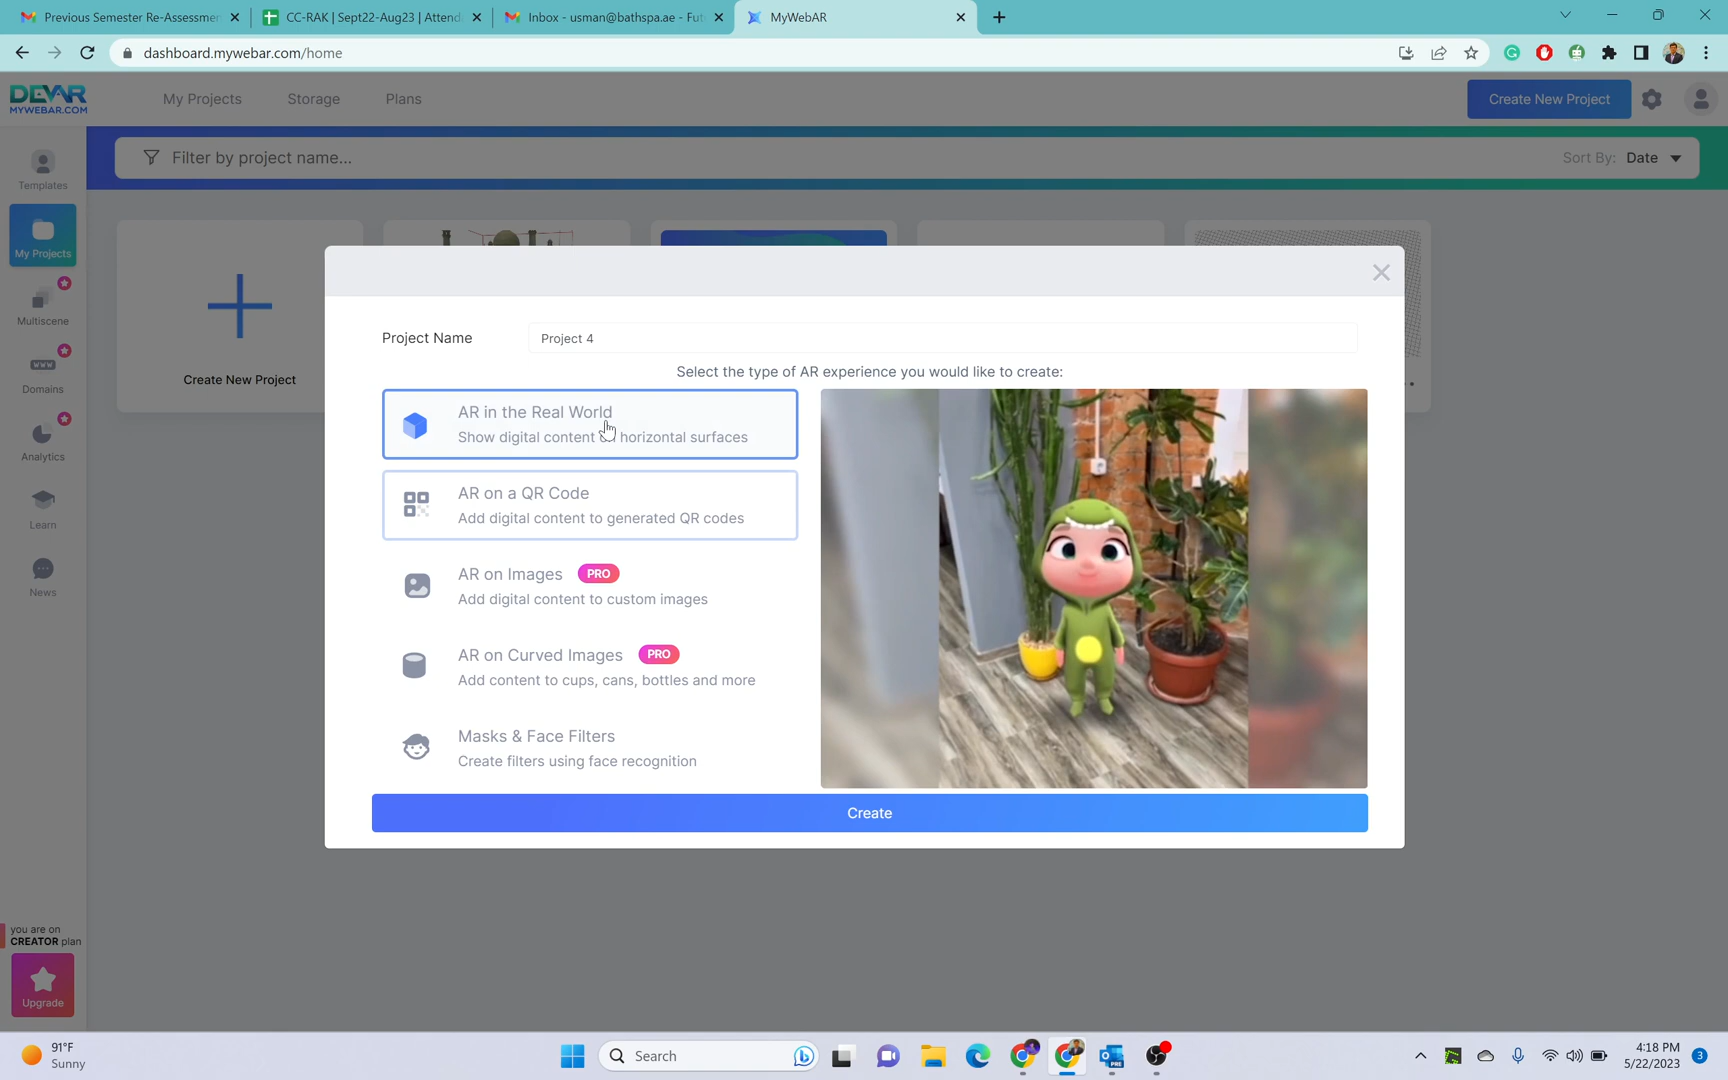 Previous Semester Re-Assessmen
CC-RAK | Sept22-Aug23 | Attend
Inbox - usman@bathspa.ae - Fut
MyWebAR
dashboard.mywebar.com/home
DEVAR
MYWEBAR.COM
My Projects
Storage
Plans
Create New Project
Filter by project name...
Sort By: Date
Templates
My Projects
Multiscene
www
Domains
Analytics
Learn
News
you are on
CREATOR plan
Upgrade
Create New Project
Project Name
Project 4
Select the type of AR experience you would like to create:
AR in the Real World
Show digital content horizontal surfaces
AR on a QR Code
Add digital content to generated QR codes
AR on Images PRO
Add digital content to custom images
AR on Curved Images PRO
Add content to cups, cans, bottles and more
Masks & Face Filters
Create filters using face recognition
Create
91°F
Sunny
Search
PRE
4:18 PM
5/22/2023
3